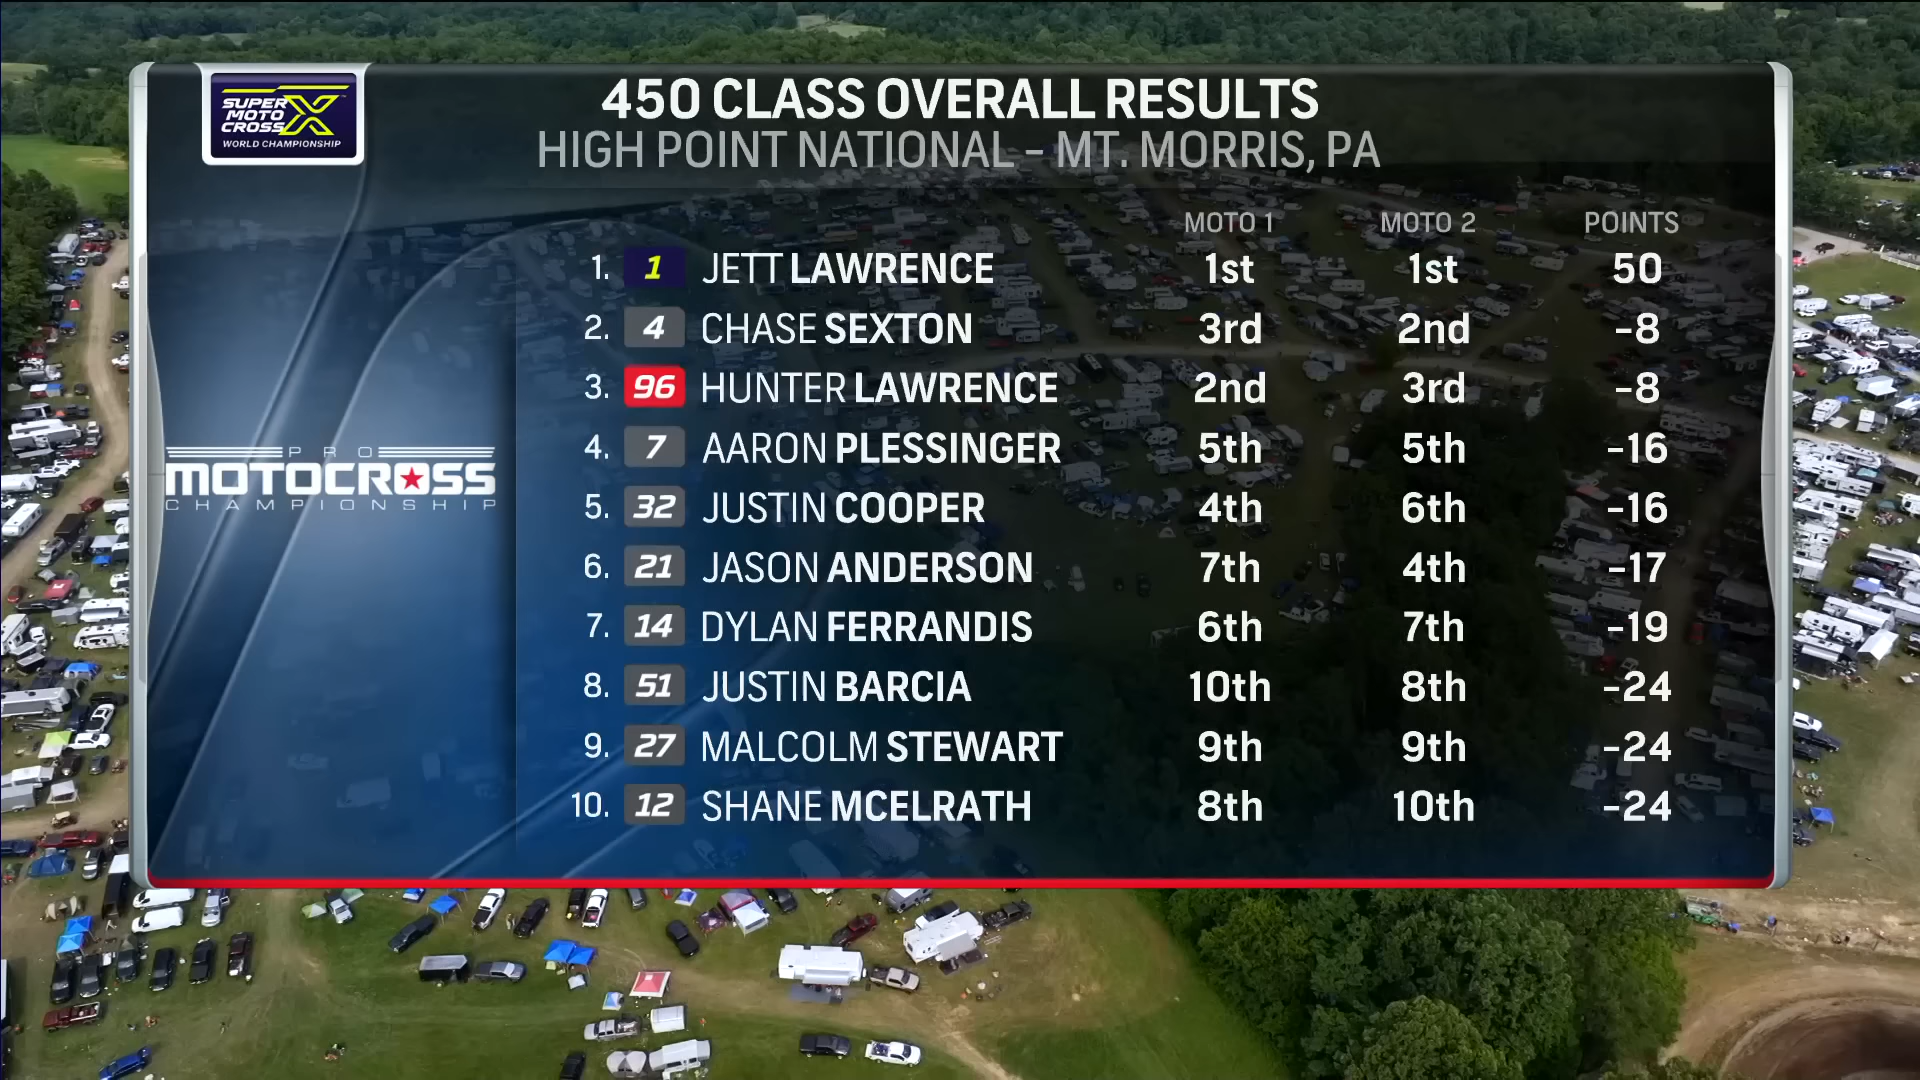 SUPER
MOTO
CROSS X
WORLD CHAMPIONSHIP
450 CLASS OVERALL RESULTS
HIGH POINT NATIONAL - MT. MORRIS, PA
PRO
MOTOCROSS
CHAMPIONSHIP
MOTO 1 MOTO 2 POINTS
1. 1 JETT LAWRENCE 1st 1st 50
2. 4 CHASE SEXTON 3rd 2nd -8
3. 96 HUNTER LAWRENCE 2nd 3rd -8
4. 7 AARON PLESSINGER 5th 5th -16
5. 32 JUSTIN COOPER 4th 6th -16
6. 21 JASON ANDERSON 7th 4th -17
7. 14 DYLAN FERRANDIS 6th 7th -19
8. 51 JUSTIN BARCIA 10th 8th -24
9. 27 MALCOLM STEWART 9th 9th -24
10. 12 SHANE MCELRATH 8th 10th -24